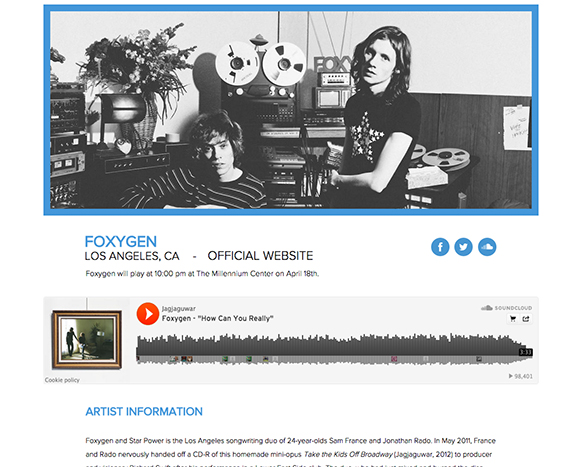 FOXY
FOXYGEN
LOS ANGELES, CA - OFFICIAL WEBSITE
Foxygen will play at 10:00 pm at The Millennium Center on April 18th.
Jagjaguwar
Foxygen - "How Can You Really"
SOUNDCLOUD
3:33
Cookie policy
98,401
ARTIST INFORMATION
Foxygen and Star Power is the Los Angeles songwriting duo of 24-year-olds Sam France and Jonathan Rado. In May 2011, France
and Rado nervously handed off a CD-R of this homemade mini-opus Take the Kids Off Broadway (Jagjaguwar, 2012) to producer